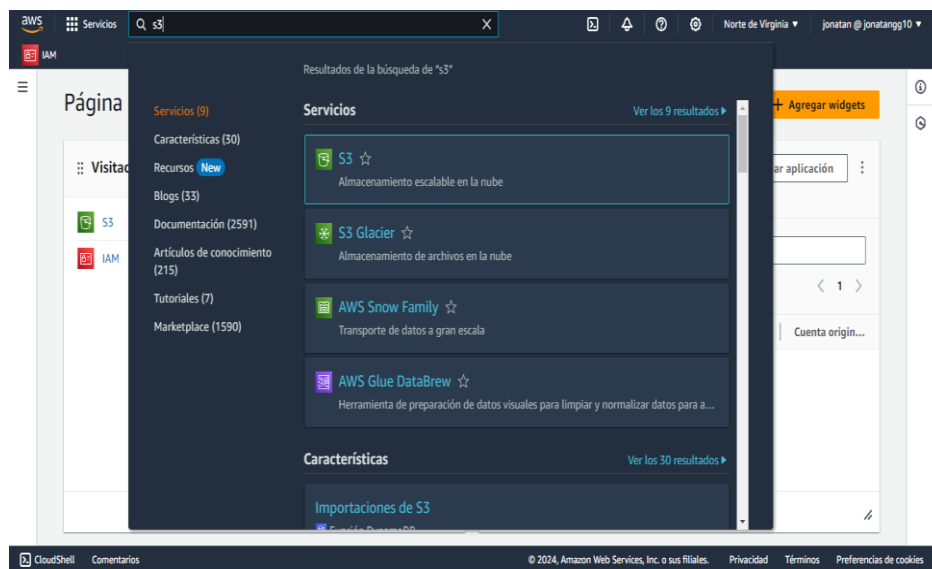 aws
Servicios
s3
Norte de Virginia
jonatan @ jonatangg10
IAM
Resultados de la búsqueda de "s3"
Página
Servicios (9)
Características (30)
Recursos New
Blogs (33)
Documentación (2591)
Artículos de conocimiento
(215)
Tutoriales (7)
Marketplace (1590)
Servicios
Ver los 9 resultados
S3
Almacenamiento escalable en la nube
S3 Glacier
Almacenamiento de archivos en la nube
AWS Snow Family
Transporte de datos a gran escala
AWS Glue DataBrew
Herramienta de preparación de datos visuales para limpiar y normalizar datos para a...
Características
Ver los 30 resultados
Importaciones de S3
Función DynamoDB
+ Agregar widgets
Visitad
S3
IAM
ar aplicación
1
Cuenta origin...
CloudShell
Comentarios
© 2024, Amazon Web Services, Inc. o sus filiales.
Privacidad
Términos
Preferencias de cookies